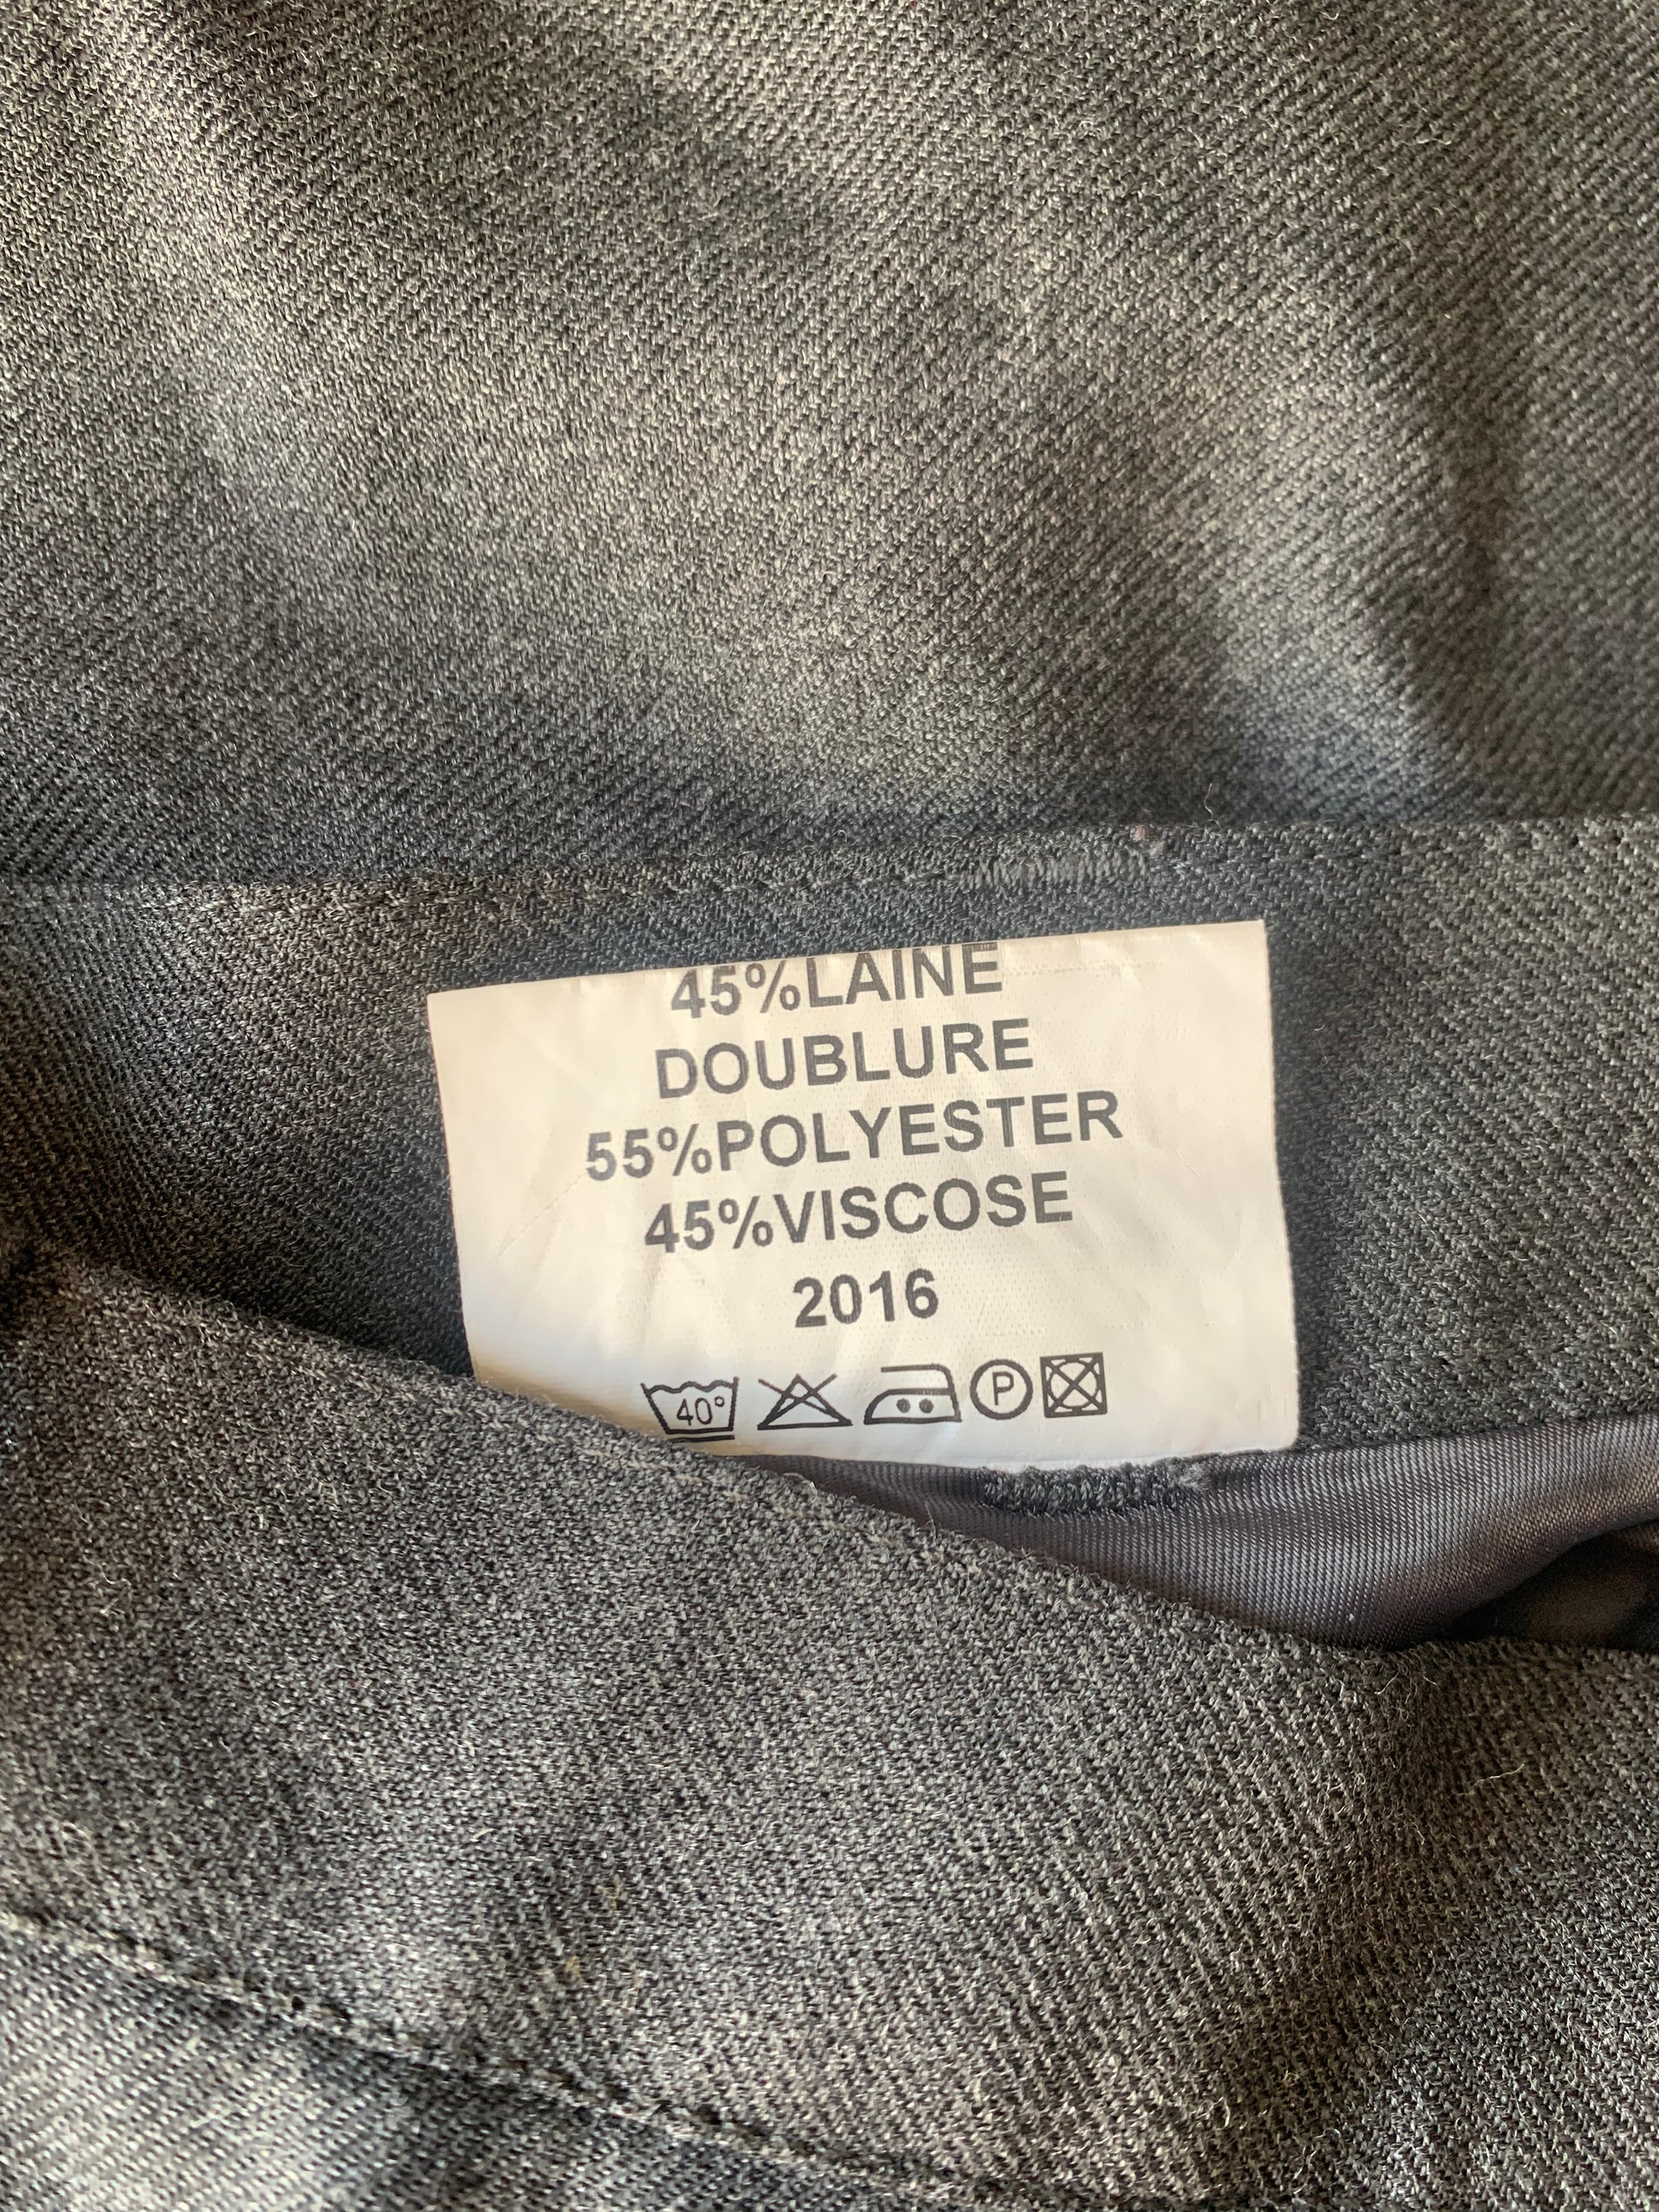 45%LAINE
DOUBLURE
55%POLYESTER
45%VISCOSE
2016
40°
P